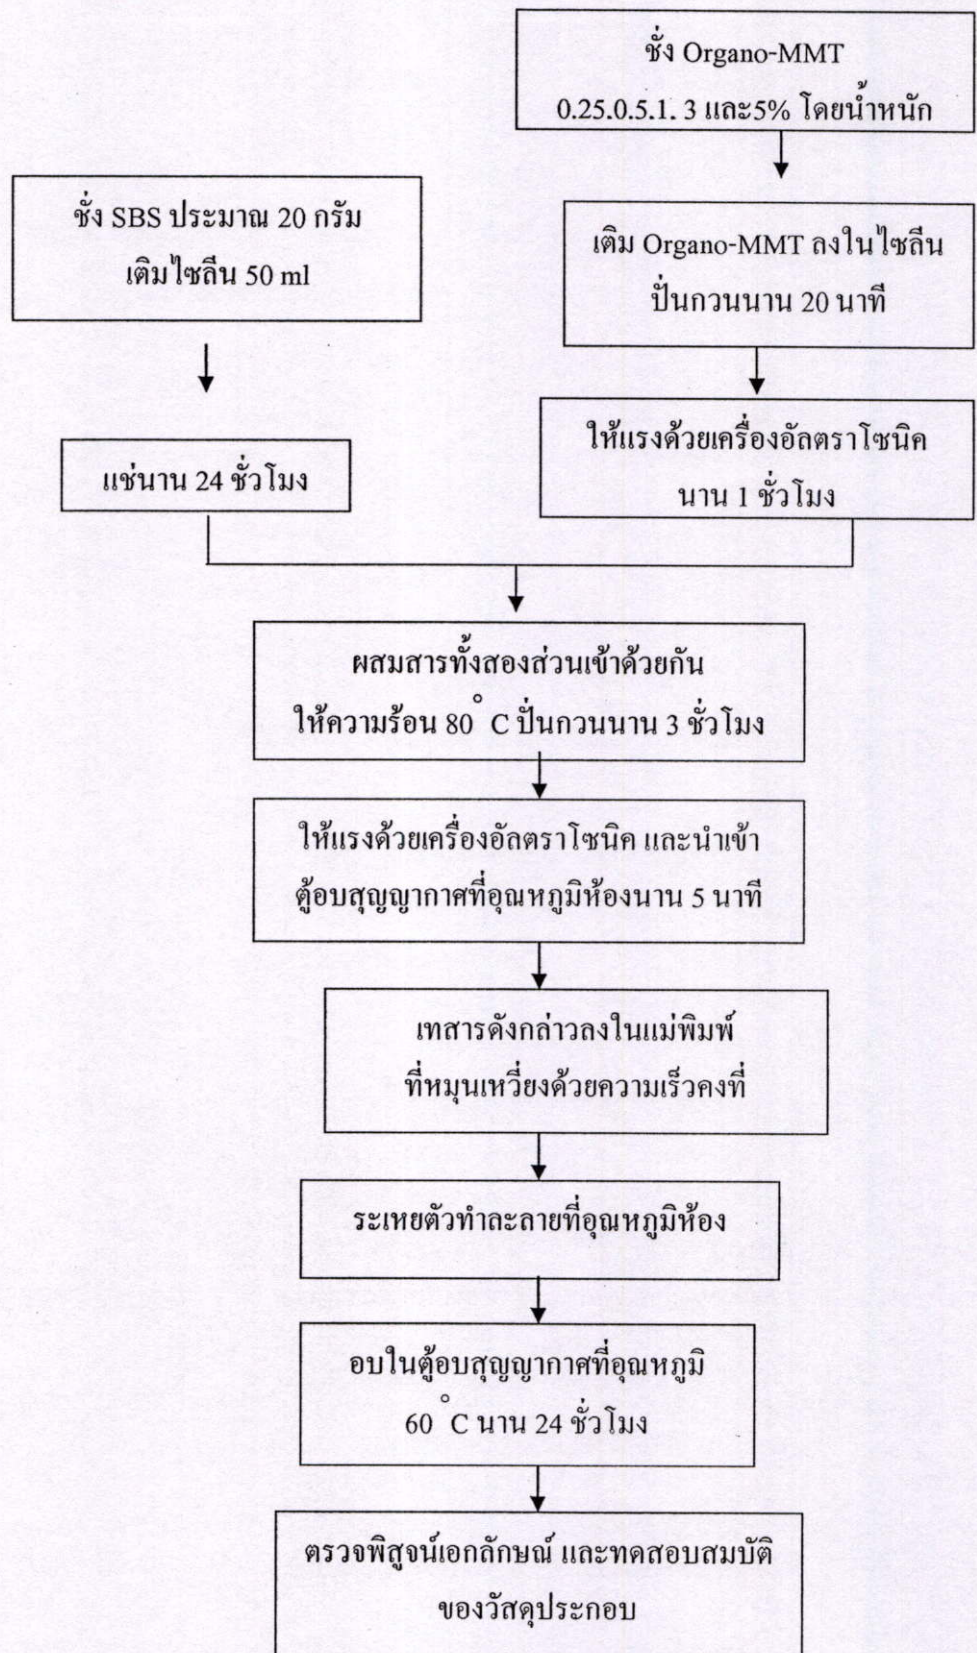 ชั่ง Organo-MMT
0.25.0.5.1. 3 และ5% โดยน้ำหนัก
ชั่ง SBS ประมาณ 20 กรัม
เติมไซลีน 50 ml
เติม Organo-MMT ลงในไซลีน
ปั่นกวนนาน 20 นาที
แช่นาน 24 ชั่วโมง
ให้แรงด้วยเครื่องอัลตราโซนิค
นาน 1 ชั่วโมง
ผสมสารทั้งสองส่วนเข้าด้วยกัน
ให้ความร้อน 80 ° C ปั่นกวนนาน 3 ชั่วโมง
ให้แรงด้วยเครื่องอัลตราโซนิค และนำเข้า
ตู้อบสุญญากาศที่อุณหภูมิห้องนาน 5 นาที
เทสารดังกล่าวลงในแม่พิมพ์
ที่หมุนเหวี่ยงด้วยความเร็วคงที่
ระเหยตัวทำละลายที่อุณหภูมิห้อง
อบในตู้อบสุญญากาศที่อุณหภูมิ
60 ° C นาน 24 ชั่วโมง
ตรวจพิสูจน์เอกลักษณ์ และทดสอบสมบัติ
ของวัสดุประกอบ